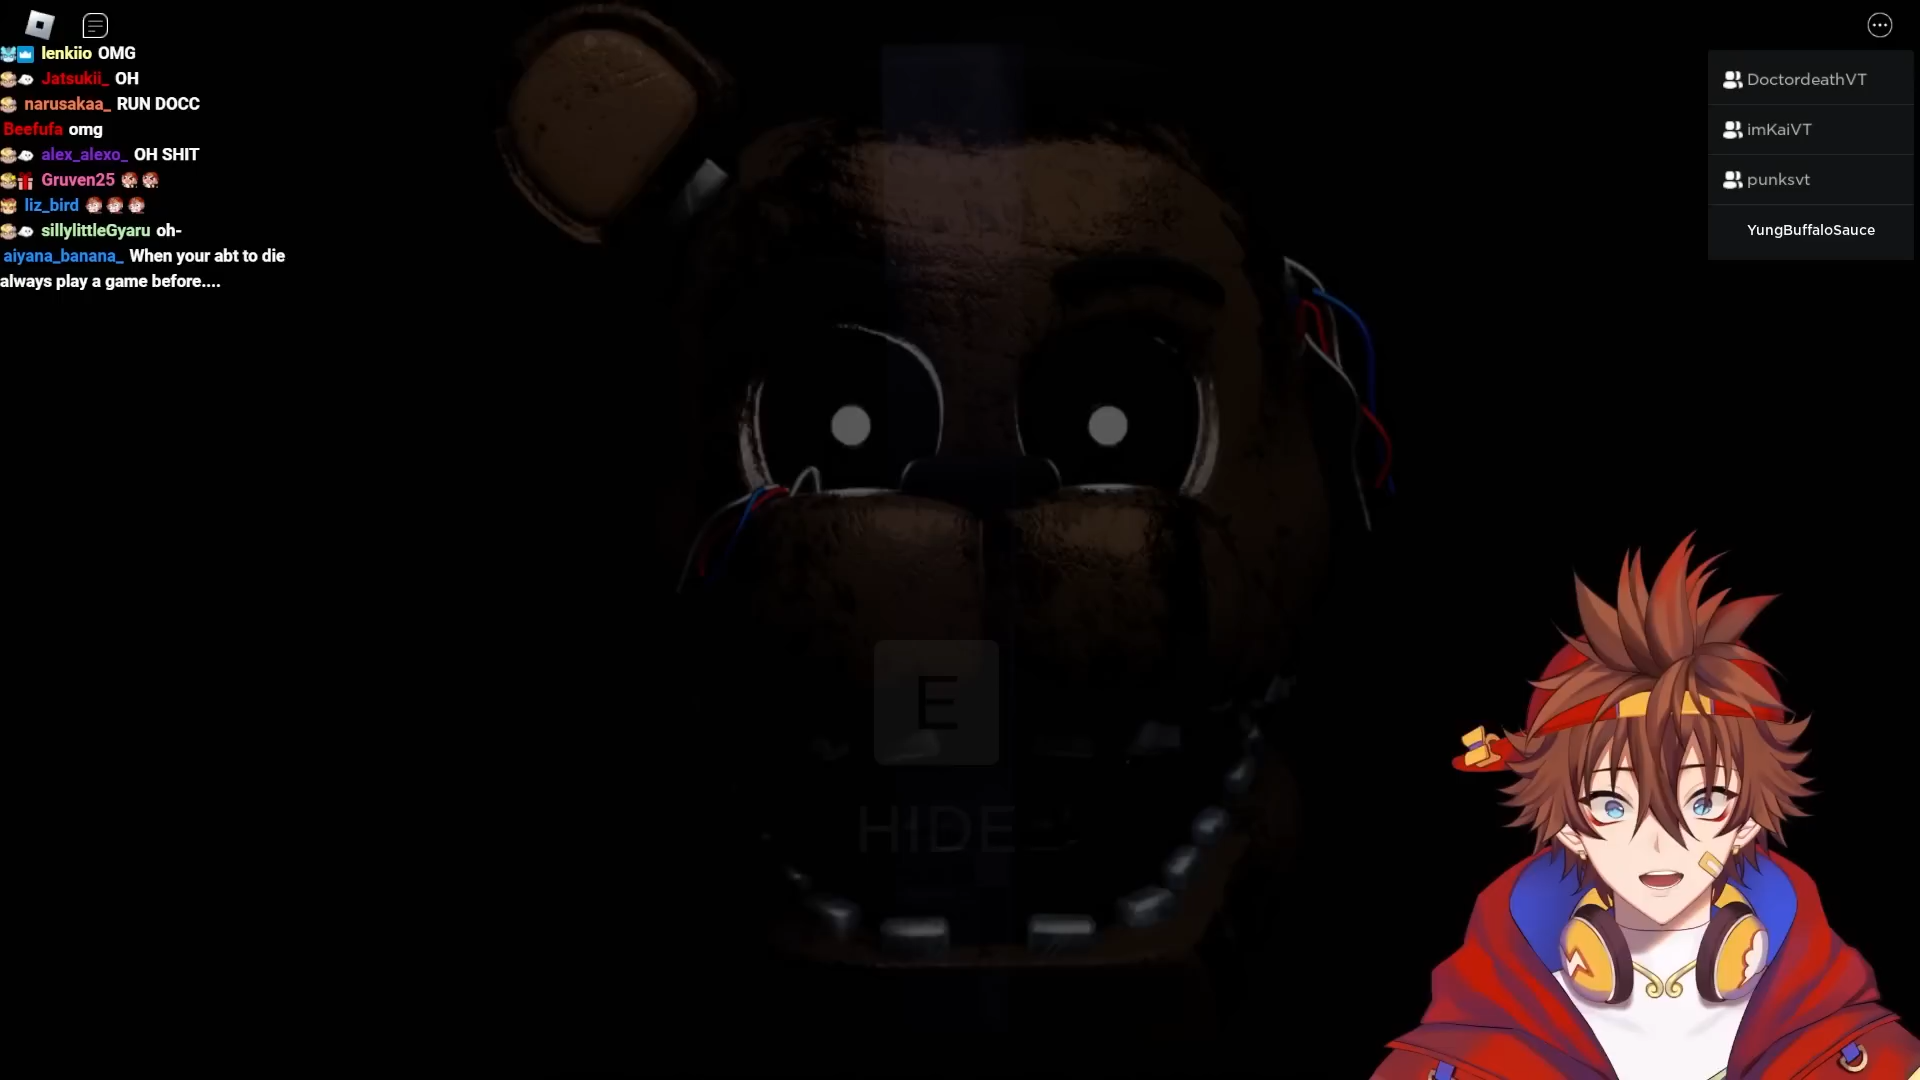 lenkiio OMG
Jatsukii_ OH
narusakaa_ RUN DOCC
Beefufa omg
alex_alexo_ OH SHIT
Gruven25
liz_bird
sillylittleGyaru oh-
aiyana_banana_ When your abt to die
always play a game before....
DoctordeathVT
imKaiVT
punksvt
YungBuffaloSauce
E
HIDE